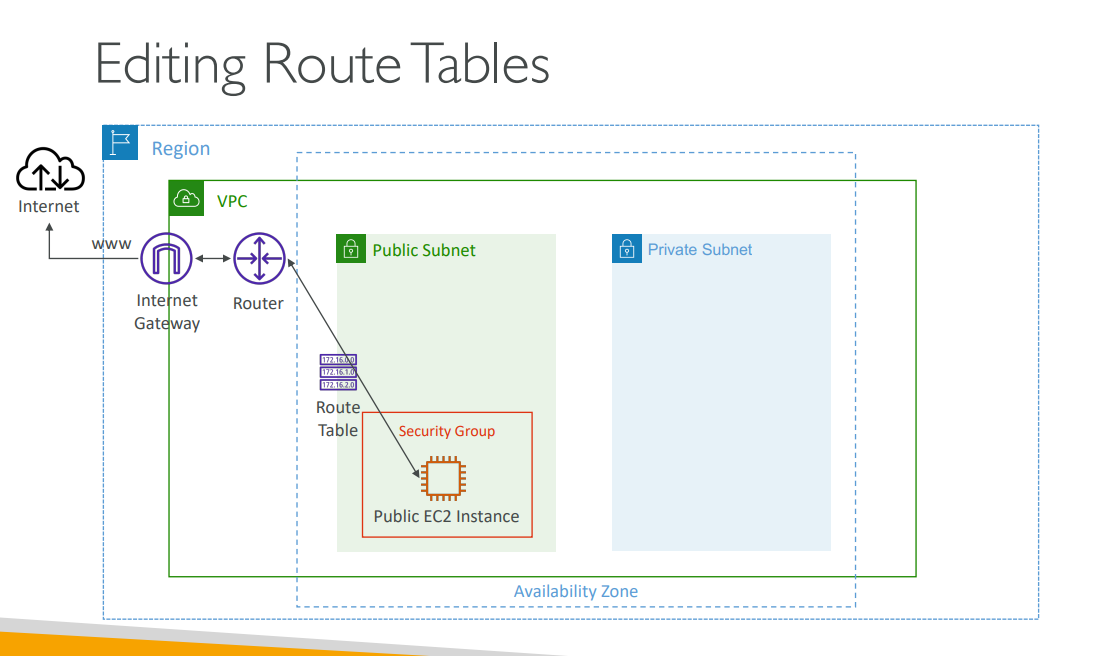 Editing Route Tables
Region
Internet
VPC
www
Public Subnet
Private Subnet
Internet
Gateway
Router
172.16.0.0
172.16.1.0
172.16.2.0
Route
Table
Security Group
Public EC2 Instance
Availability Zone